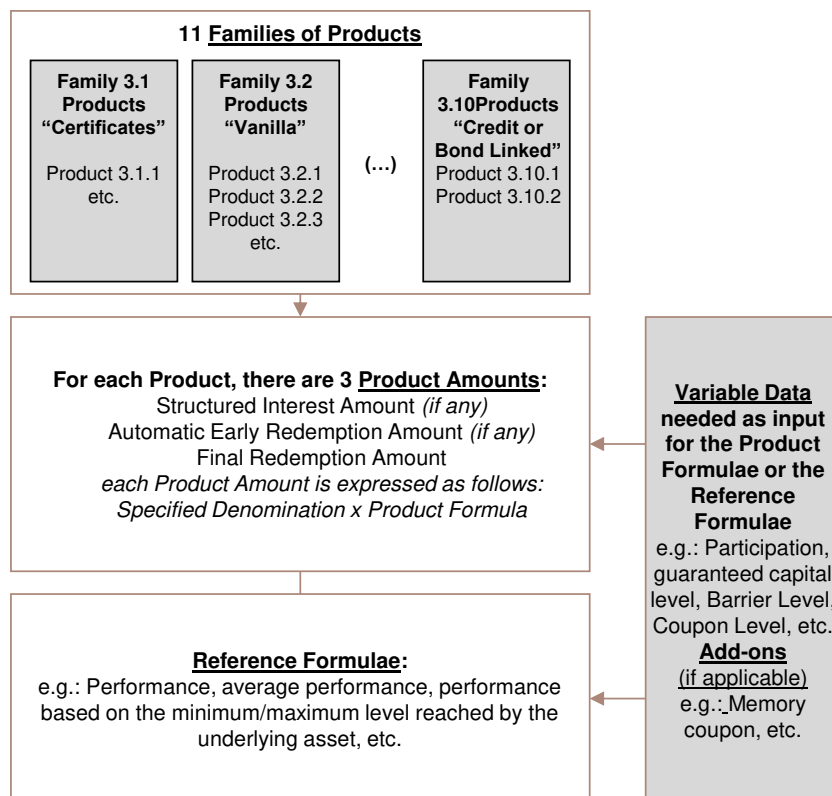 11 Families of Products
Family 3.1
Products
“Certificates”
Product 3.1.1
etc.
Family 3.2
Products
“Vanilla”
Product 3.2.1
Product 3.2.2
Product 3.2.3
etc.
(...)
Family
3.10Products
“Credit or
Bond Linked”
Product 3.10.1
Product 3.10.2
For each Product, there are 3 Product Amounts:
Structured Interest Amount (if any)
Automatic Early Redemption Amount (if any)
Final Redemption Amount
each Product Amount is expressed as follows:
Specified Denomination x Product Formula
Variable Data
needed as input
for the Product
Formulae or the
Reference
Formulae
e.g.: Participation,
guaranteed capital
level, Barrier Level,
Coupon Level, etc.
Add-ons
(if applicable)
e.g.: Memory
coupon, etc.
Reference Formulae:
e.g.: Performance, average performance, performance
based on the minimum/maximum level reached by the
underlying asset, etc.